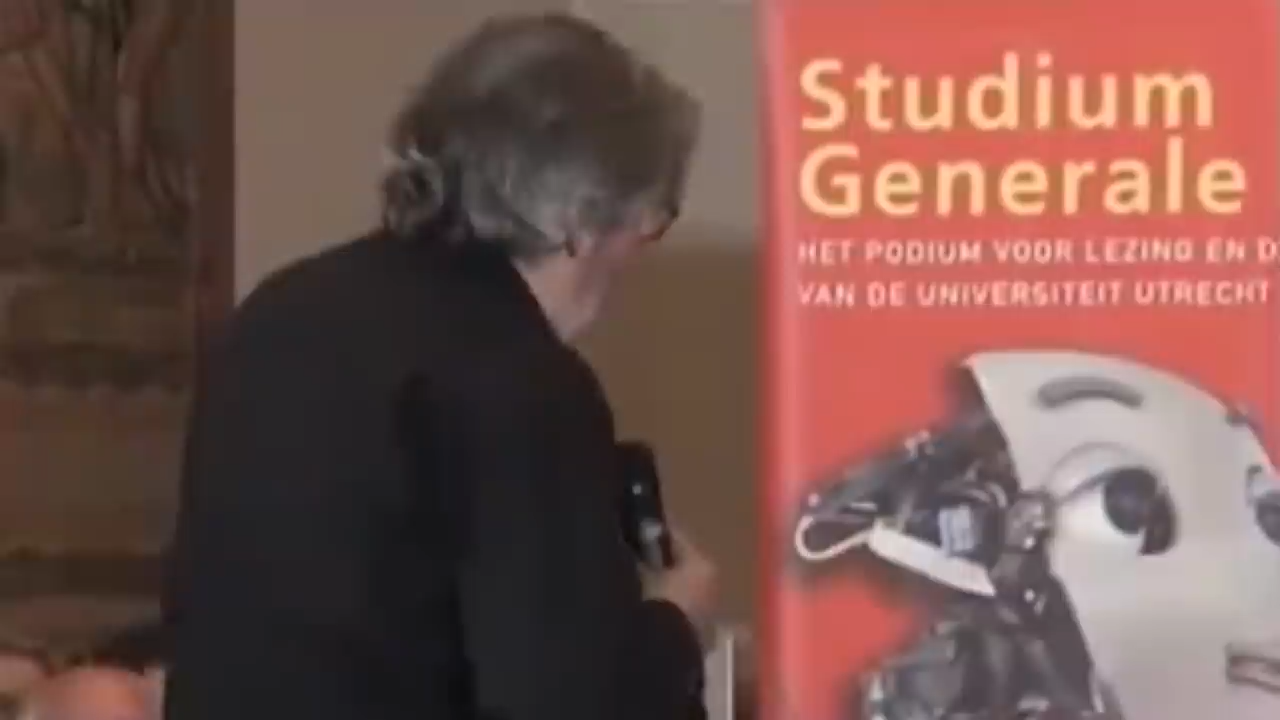 Studium
Generale
HET PODIUM VOOR LEZING EN D
VAN DE UNIVERSITEIT UTRECHT